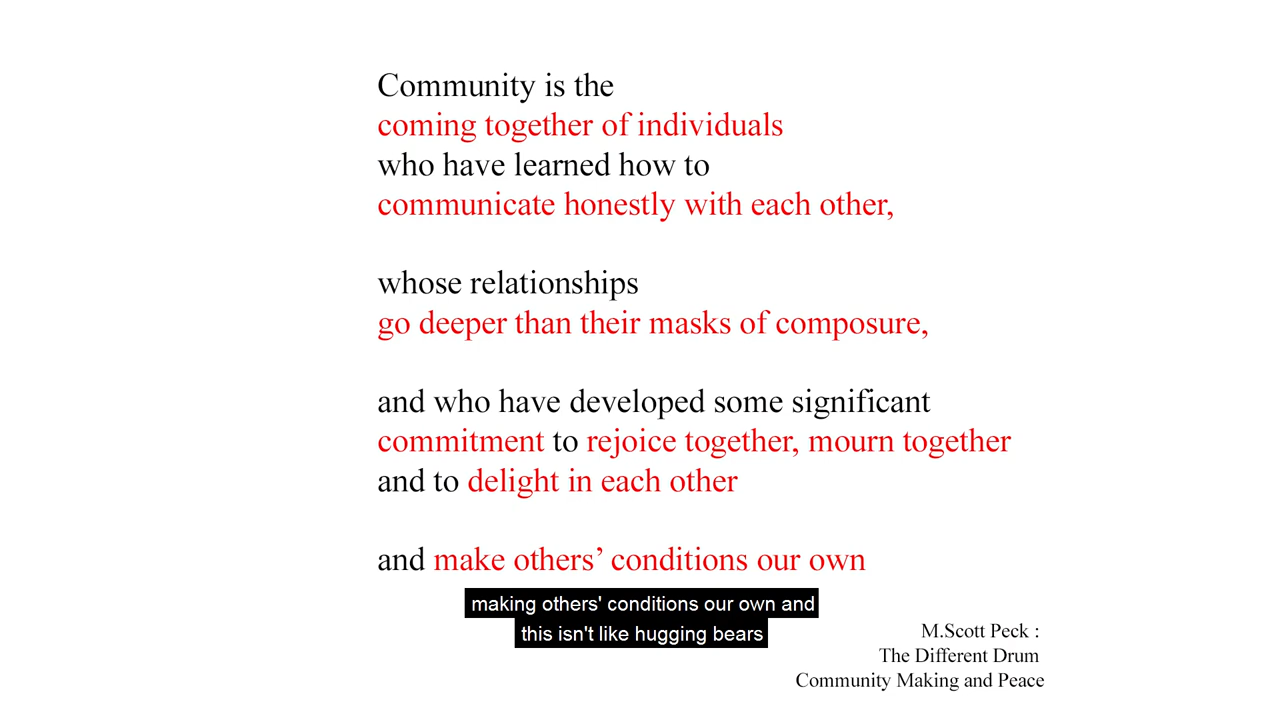 Community is the
coming together of individuals
who have learned how to
communicate honestly with each other,
whose relationships
go deeper than their masks of composure,
and who have developed some significant
commitment to rejoice together, mourn together
and to delight in each other
and make others’ conditions our own
making others' conditions our own and
this isn't like hugging bears
M.Scott Peck :
The Different Drum
Community Making and Peace